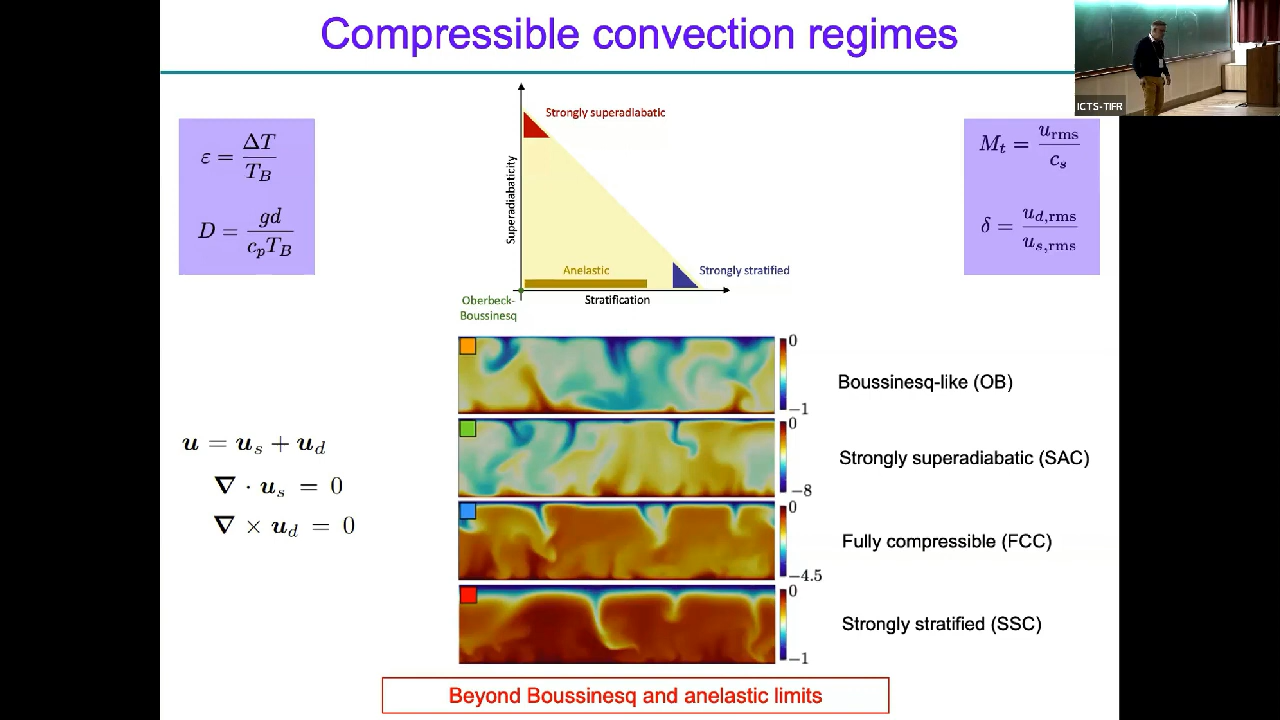 Compressible convection regimes
ICTS-TIFR
ε = ΔT / T_B
D = gd / c_p T_B
Strongly superadiabatic
Superadiabaticity
Anelastic
Strongly stratified
Oberbeck-
Boussinesq
Stratification
M_t = u_rms / c_s
δ = u_d,rms / u_s,rms
0
−1
Boussinesq-like (OB)
0
−8
Strongly superadiabatic (SAC)
0
−4.5
Fully compressible (FCC)
0
−1
Strongly stratified (SSC)
u = u_s + u_d
∇ · u_s = 0
∇ × u_d = 0
Beyond Boussinesq and anelastic limits